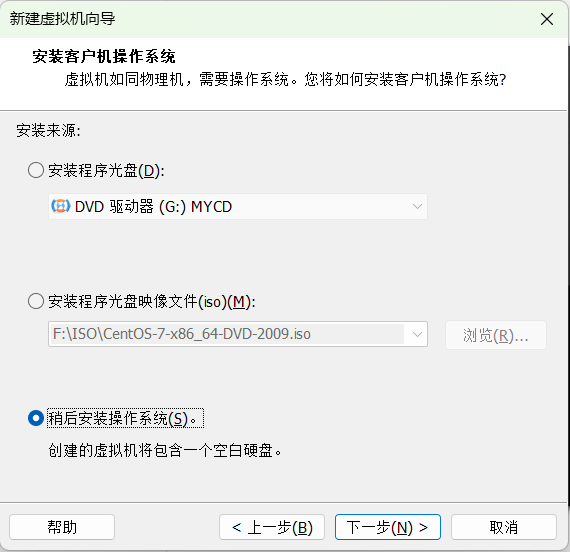 新建虚拟机向导
安装客户机操作系统
虚拟机如同物理机，需要操作系统。您将如何安装客户机操作系统?
安装来源:
安装程序光盘(D):
DVD 驱动器 (G:) MYCD
安装程序光盘映像文件(iso)(M):
F:\ISO\CentOS-7-x86_64-DVD-2009.iso
浏览(R)...
稍后安装操作系统(S)。
创建的虚拟机将包含一个空白硬盘。
帮助
< 上一步(B)
下一步(N) >
取消